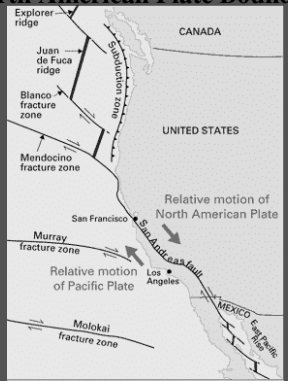 Explorer
ridge
Juan
de Fuca
ridge
Blanco
fracture
zone
Mendocino
fracture zone
Subduction zone
CANADA
UNITED STATES
Relative motion of
North American Plate
San Francisco
San Andreas fault
Murray
fracture zone
Relative motion
of Pacific Plate
Los
Angeles
MEXICO
East Pacific
Rise
Molokai
fracture zone